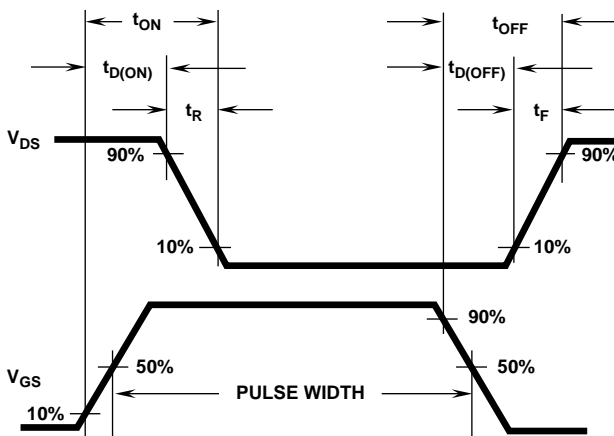 tON
tOFF
tD(ON)
tD(OFF)
tR
tF
VDS
90%
90%
10%
10%
90%
VGS
50%
50%
PULSE WIDTH
10%